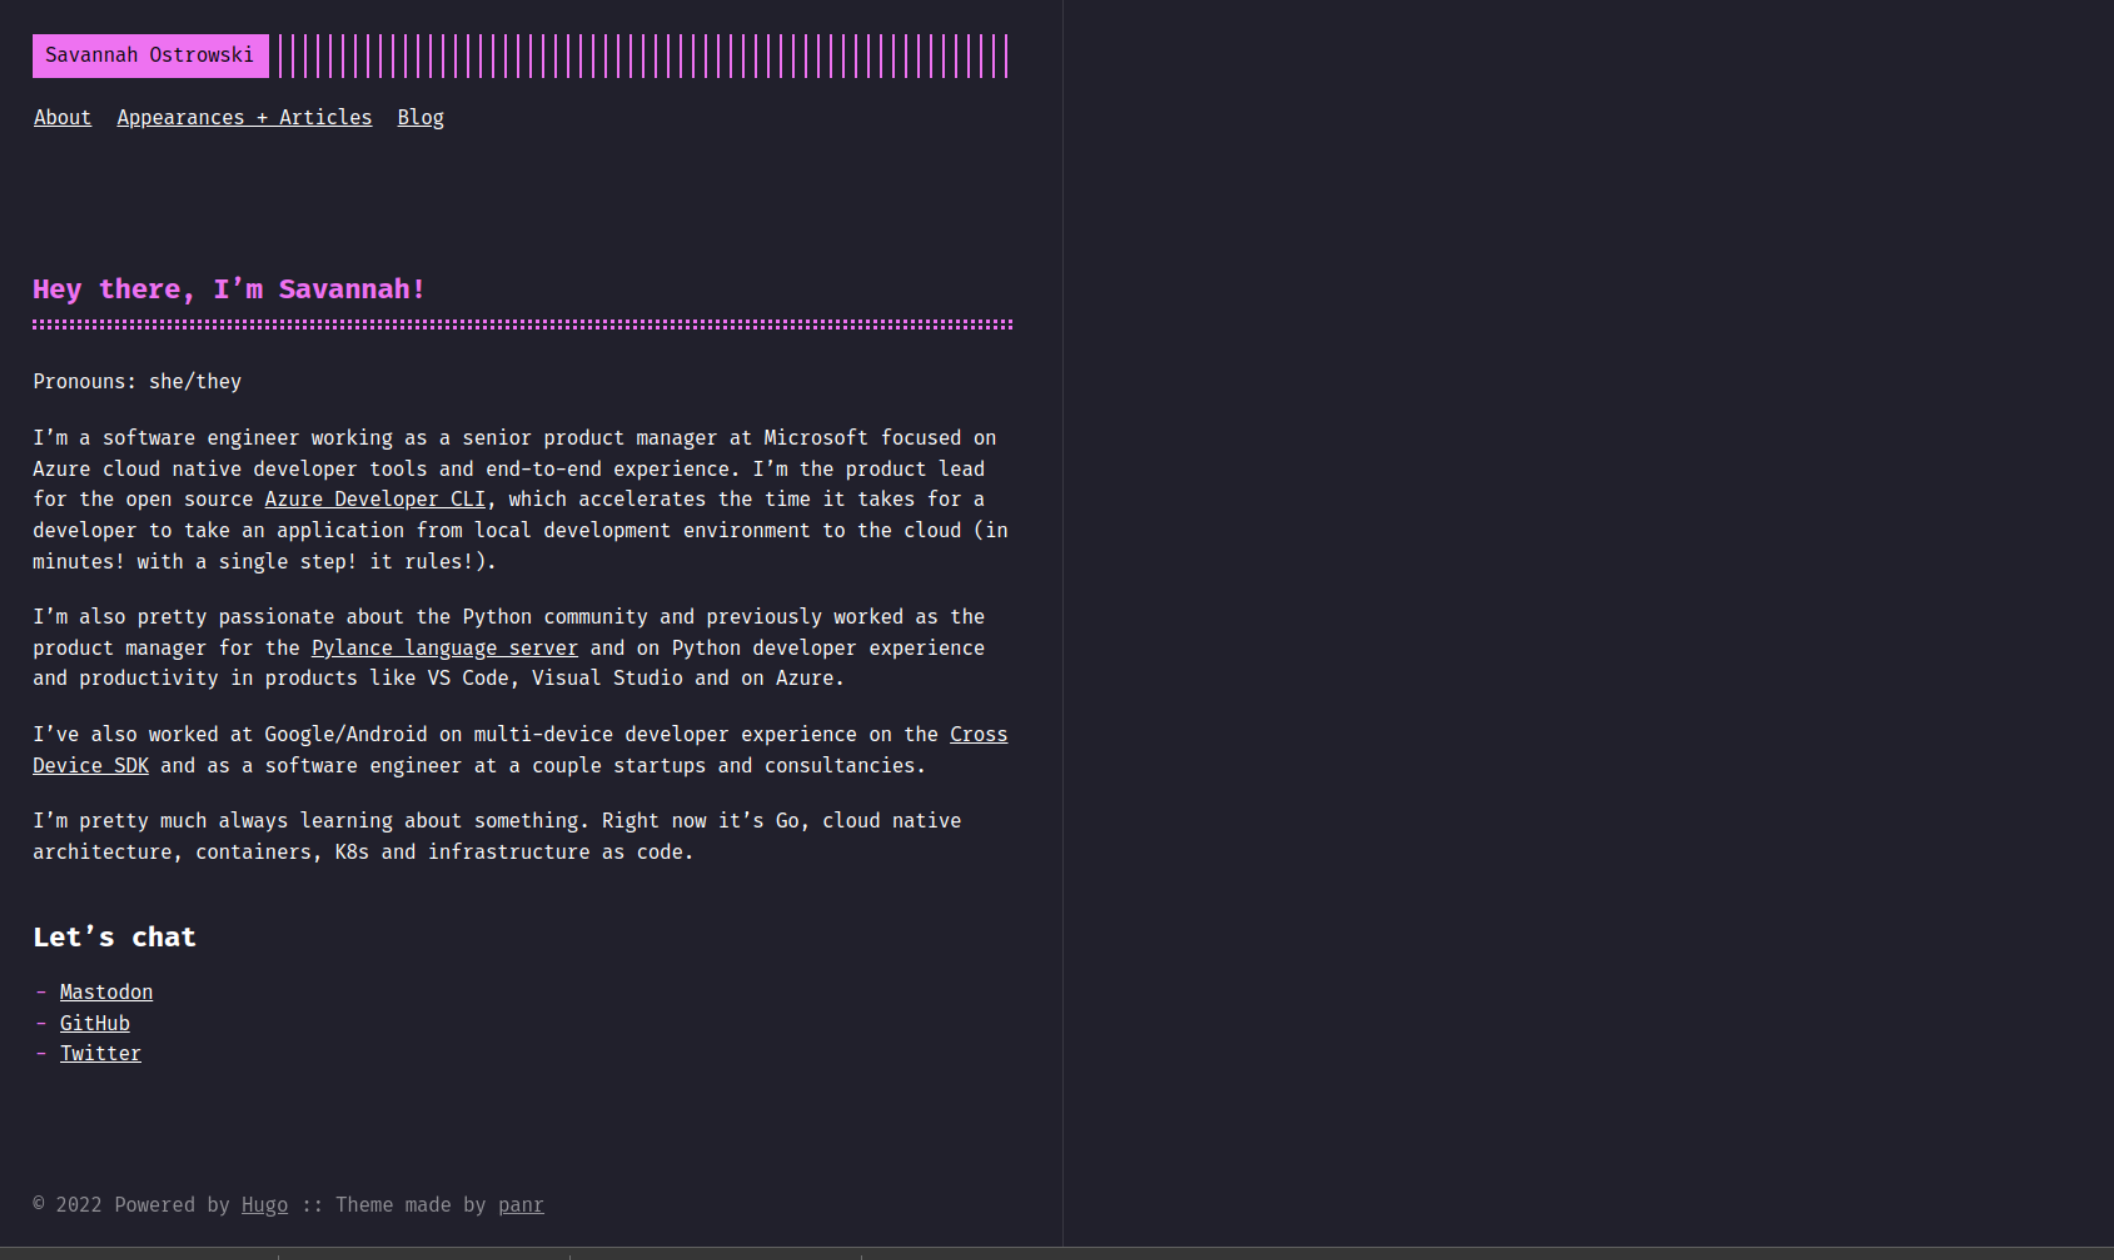 Savannah Ostrowski
About Appearances + Articles Blog
Hey there, I’m Savannah!
Pronouns: she/they
I’m a software engineer working as a senior product manager at Microsoft focused on
Azure cloud native developer tools and end-to-end experience. I’m the product lead
for the open source Azure Developer CLI, which accelerates the time it takes for a
developer to take an application from local development environment to the cloud (in
minutes! with a single step! it rules!).
I’m also pretty passionate about the Python community and previously worked as the
product manager for the Pylance language server and on Python developer experience
and productivity in products like VS Code, Visual Studio and on Azure.
I’ve also worked at Google/Android on multi-device developer experience on the Cross
Device SDK and as a software engineer at a couple startups and consultancies.
I’m pretty much always learning about something. Right now it’s Go, cloud native
architecture, containers, K8s and infrastructure as code.
Let’s chat
- Mastodon
- GitHub
- Twitter
© 2022 Powered by Hugo :: Theme made by panr